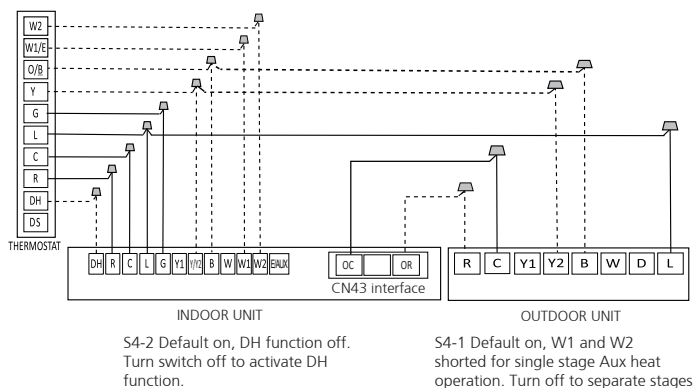 W2
W1/E
O/B
Y
G
L
C
R
DH
DS
THERMOSTAT
DH R C L G Y1 Y/Y2 B W W1 W2 E/AUX
OC OR
CN43 interface
R C Y1 Y2 B W D L
INDOOR UNIT
OUTDOOR UNIT
S4-2 Default on, DH function off.
Turn switch off to activate DH
function.
S4-1 Default on, W1 and W2
shorted for single stage Aux heat
operation. Turn off to separate stages